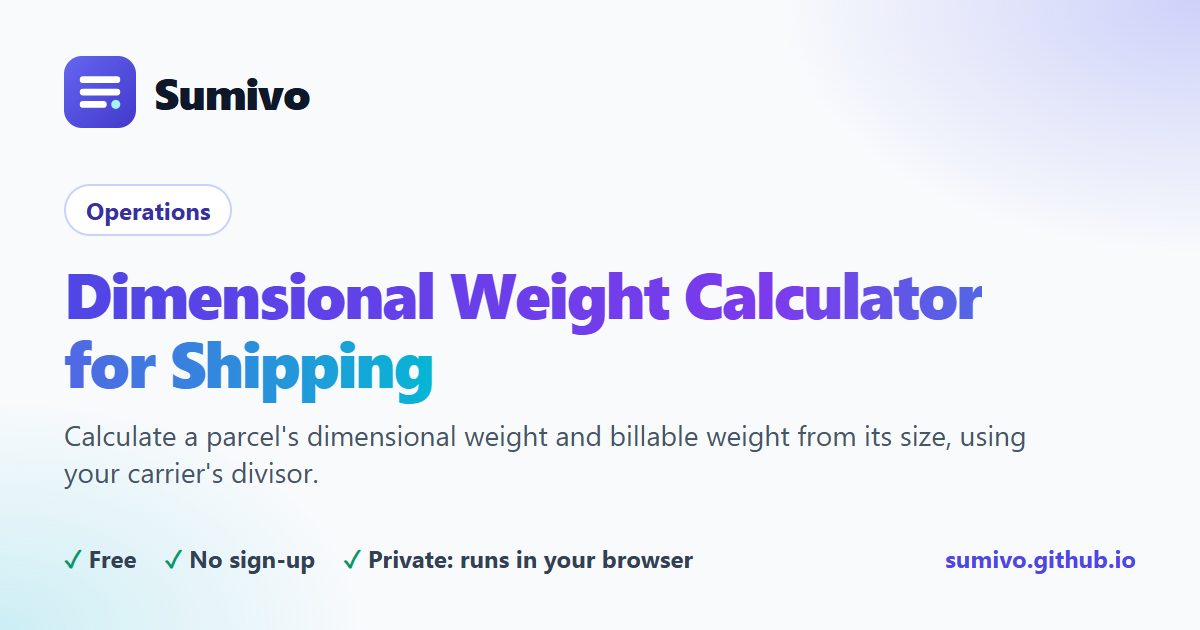 Sumivo
Operations
Dimensional Weight Calculator
for Shipping
Calculate a parcel's dimensional weight and billable weight from its size, using
your carrier's divisor.
✓ Free ✓ No sign-up ✓ Private: runs in your browser
sumivo.github.io